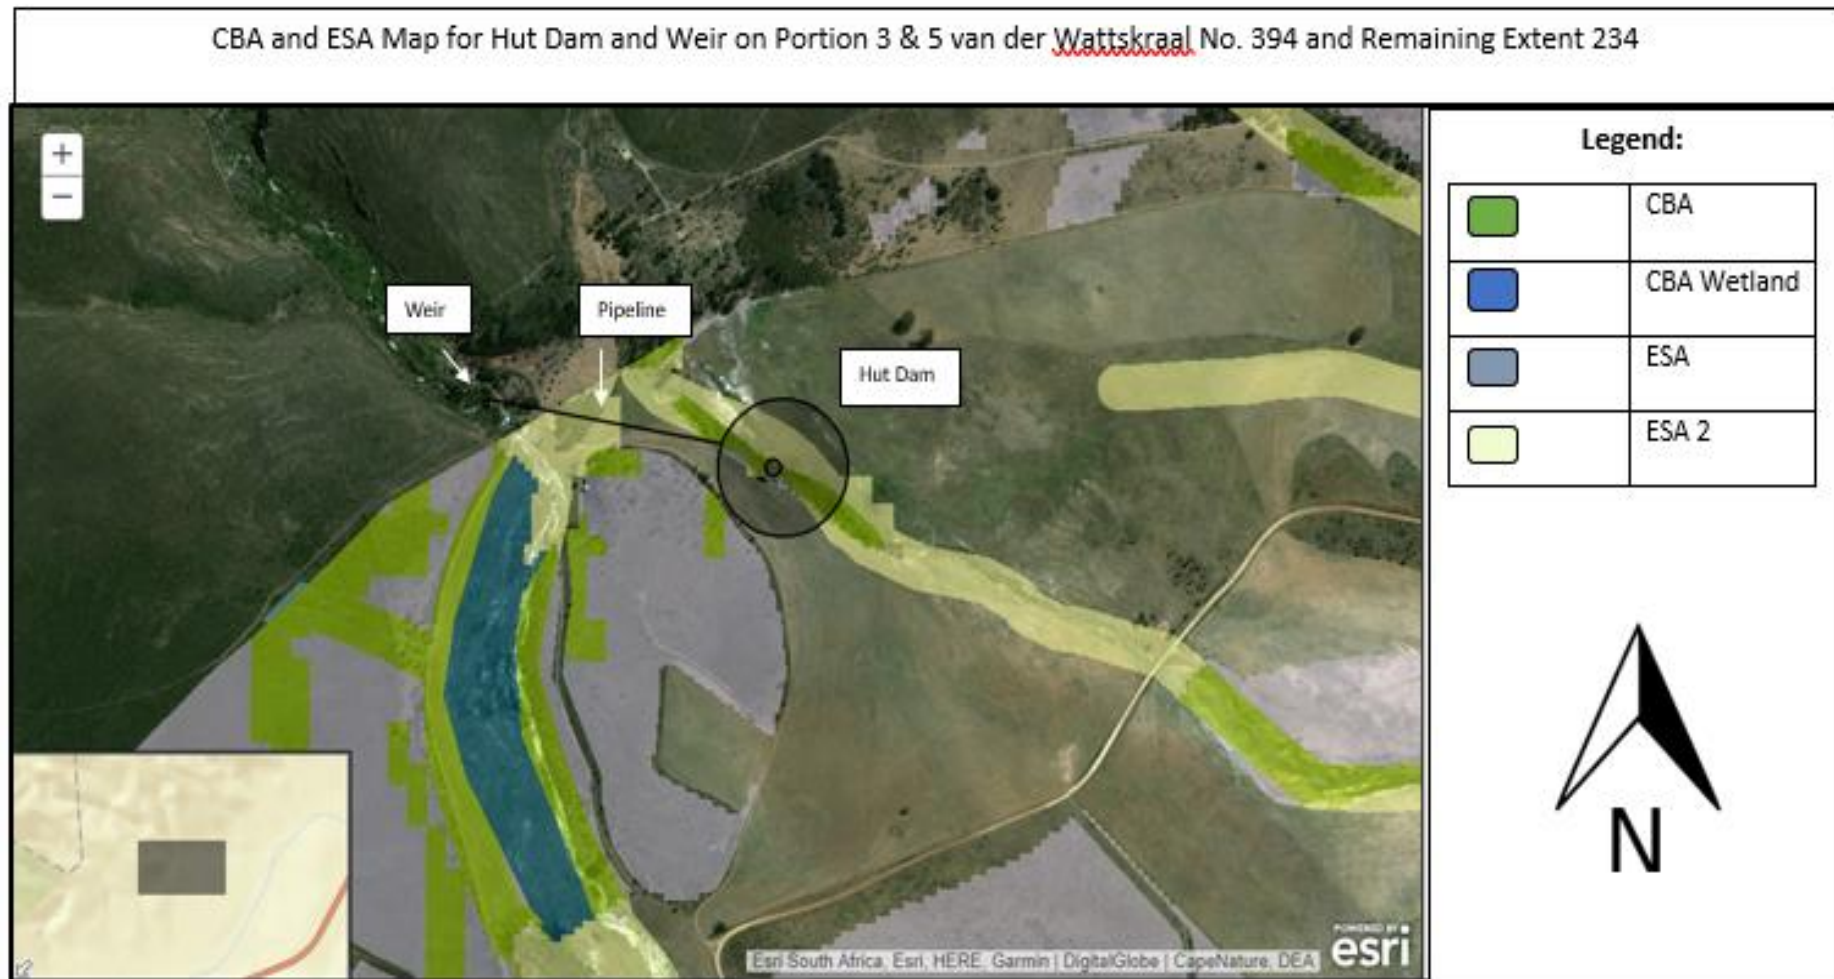 CBA and ESA Map for Hut Dam and Weir on Portion 3 & 5 van der Wattskraal No. 394 and Remaining Extent 234
+
−
Weir
Pipeline
Hut Dam
Legend:
CBA
CBA Wetland
ESA
ESA 2
N
POWERED BY
esri
Esri South Africa, Esri, HERE, Garmin | DigitalGlobe | CapeNature, DEA